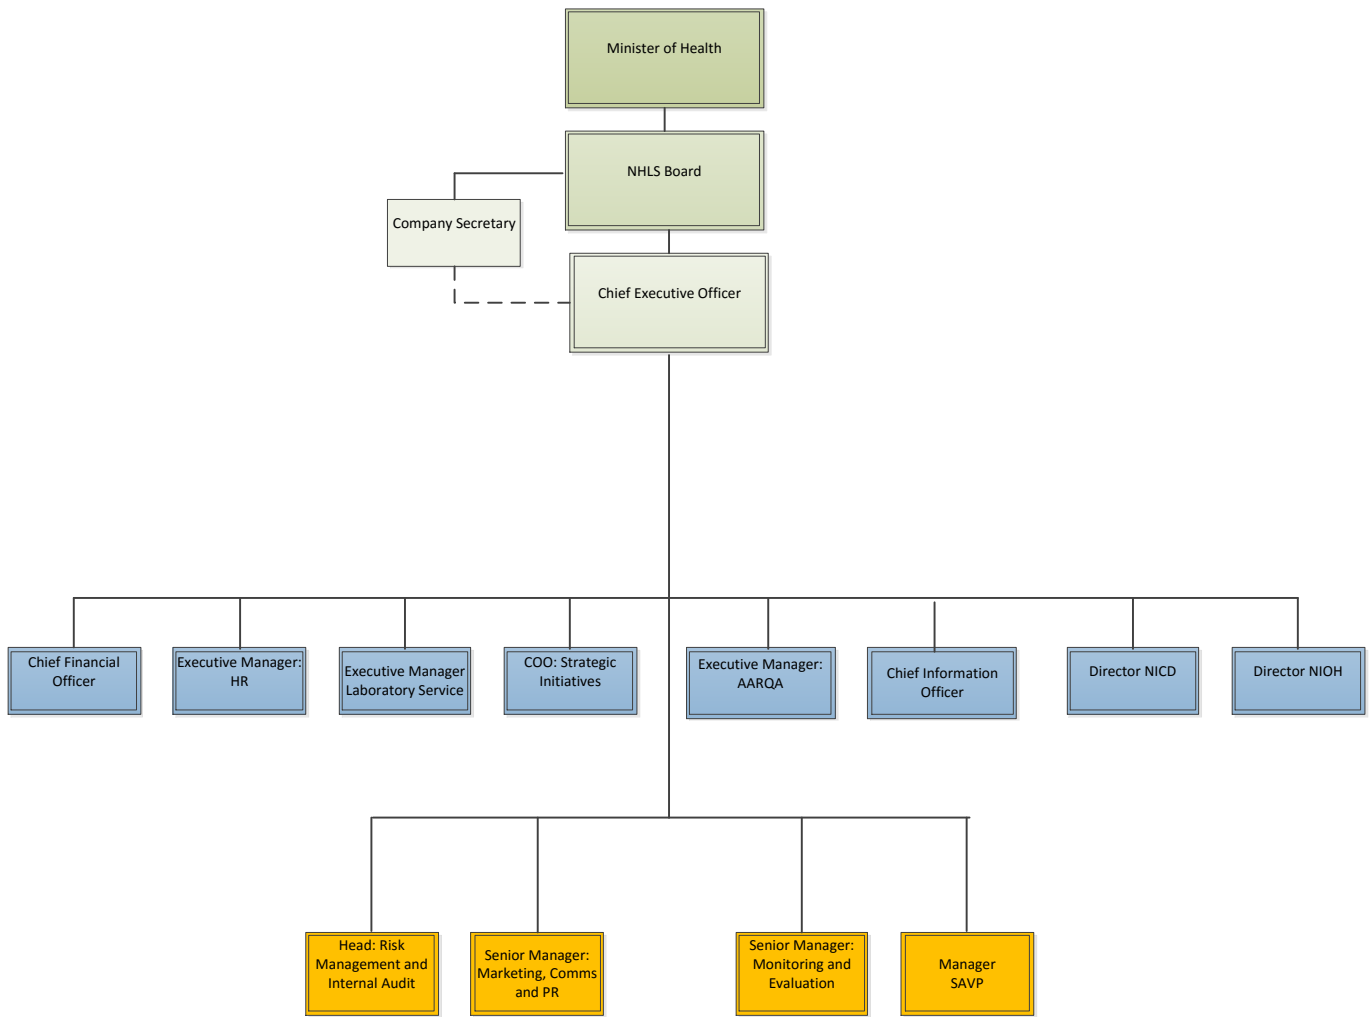 Minister of Health
NHLS Board
Company Secretary
Chief Executive Officer
Chief Financial
Officer
Executive Manager:
HR
Executive Manager
Laboratory Service
COO: Strategic
Initiatives
Executive Manager:
AARQA
Chief Information
Officer
Director NICD
Director NIOH
Head: Risk
Management and
Internal Audit
Senior Manager:
Marketing, Comms
and PR
Senior Manager:
Monitoring and
Evaluation
Manager
SAVP